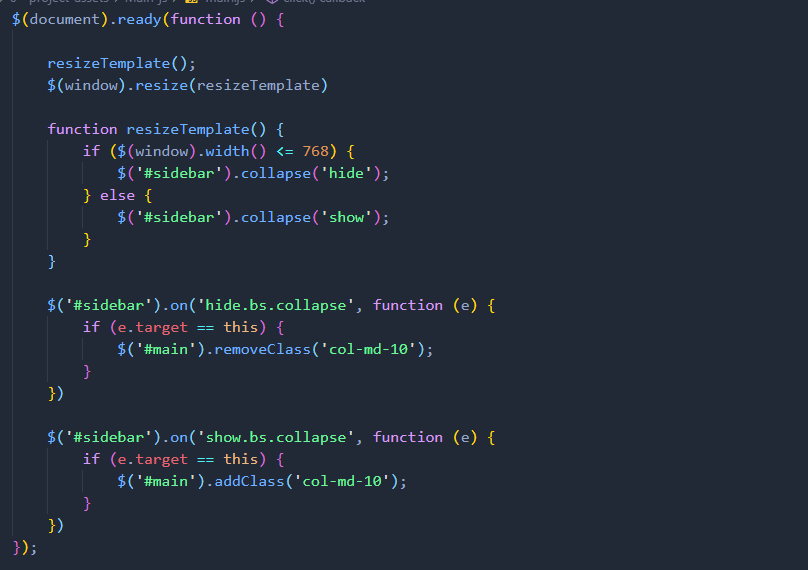 $(document).ready(function () {
resizeTemplate();
$(window).resize(resizeTemplate)
function resizeTemplate() {
if ($(window).width() <= 768) {
$('#sidebar').collapse('hide');
} else {
$('#sidebar').collapse('show');
}
}
$('#sidebar').on('hide.bs.collapse', function (e) {
if (e.target == this) {
$('#main').removeClass('col-md-10');
}
})
$('#sidebar').on('show.bs.collapse', function (e) {
if (e.target == this) {
$('#main').addClass('col-md-10');
}
})
});